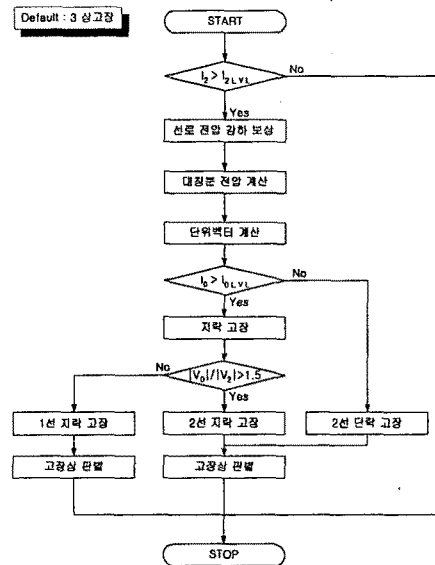 Default : 3 상고장
START
I₂ > I₂ L V L
No
Yes
선로 전압 강하 보상
대칭분 전압 계산
단위벡터 계산
I₀ > I₀ L V L
No
Yes
지락 고장
No
|V₀|/|V₂|>1.5
Yes
1선 지락 고장
2선 지락 고장
2선 단락 고장
고장상 판별
고장상 판별
STOP